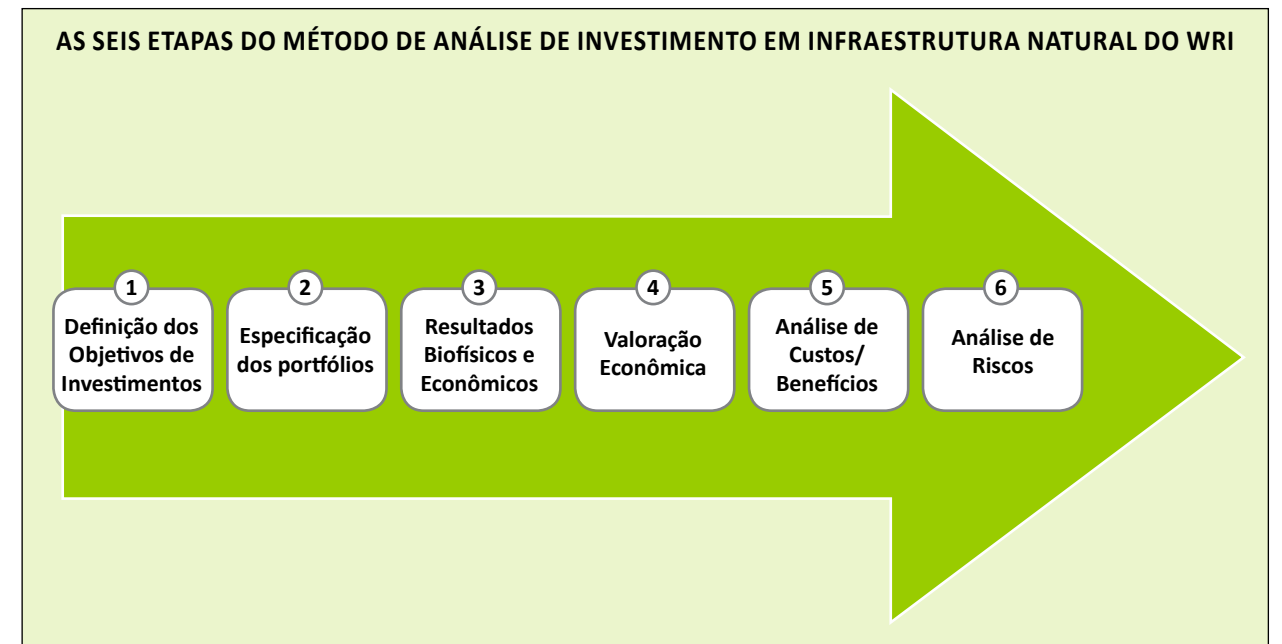 AS SEIS ETAPAS DO MÉTODO DE ANÁLISE DE INVESTIMENTO EM INFRAESTRUTURA NATURAL DO WRI
1
Definição dos
Objetivos de
Investimentos
2
Especificação
dos portfólios
3
Resultados
Biofísicos e
Econômicos
4
Valoração
Econômica
5
Análise de
Custos/
Benefícios
6
Análise de
Riscos